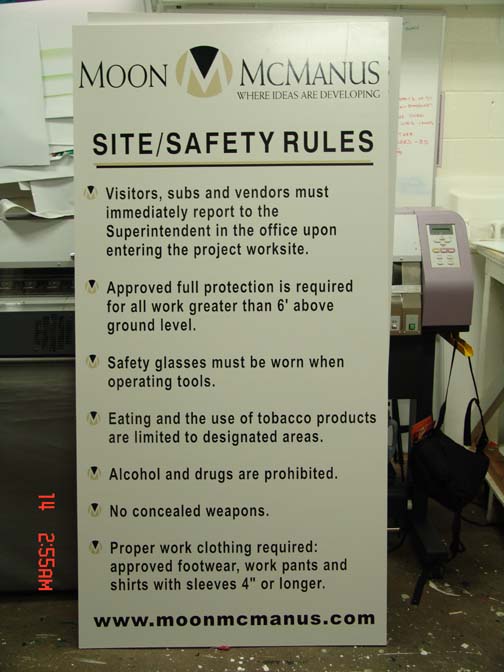 MOON M MCMANUS
WHERE IDEAS ARE DEVELOPING
SITE/SAFETY RULES
Visitors, subs and vendors must
immediately report to the
Superintendent in the office upon
entering the project worksite.
Approved full protection is required
for all work greater than 6' above
ground level.
Safety glasses must be worn when
operating tools.
Eating and the use of tobacco products
are limited to designated areas.
Alcohol and drugs are prohibited.
No concealed weapons.
Proper work clothing required:
approved footwear, work pants and
shirts with sleeves 4" or longer.
www.moonmcmanus.com
14 2:55AM